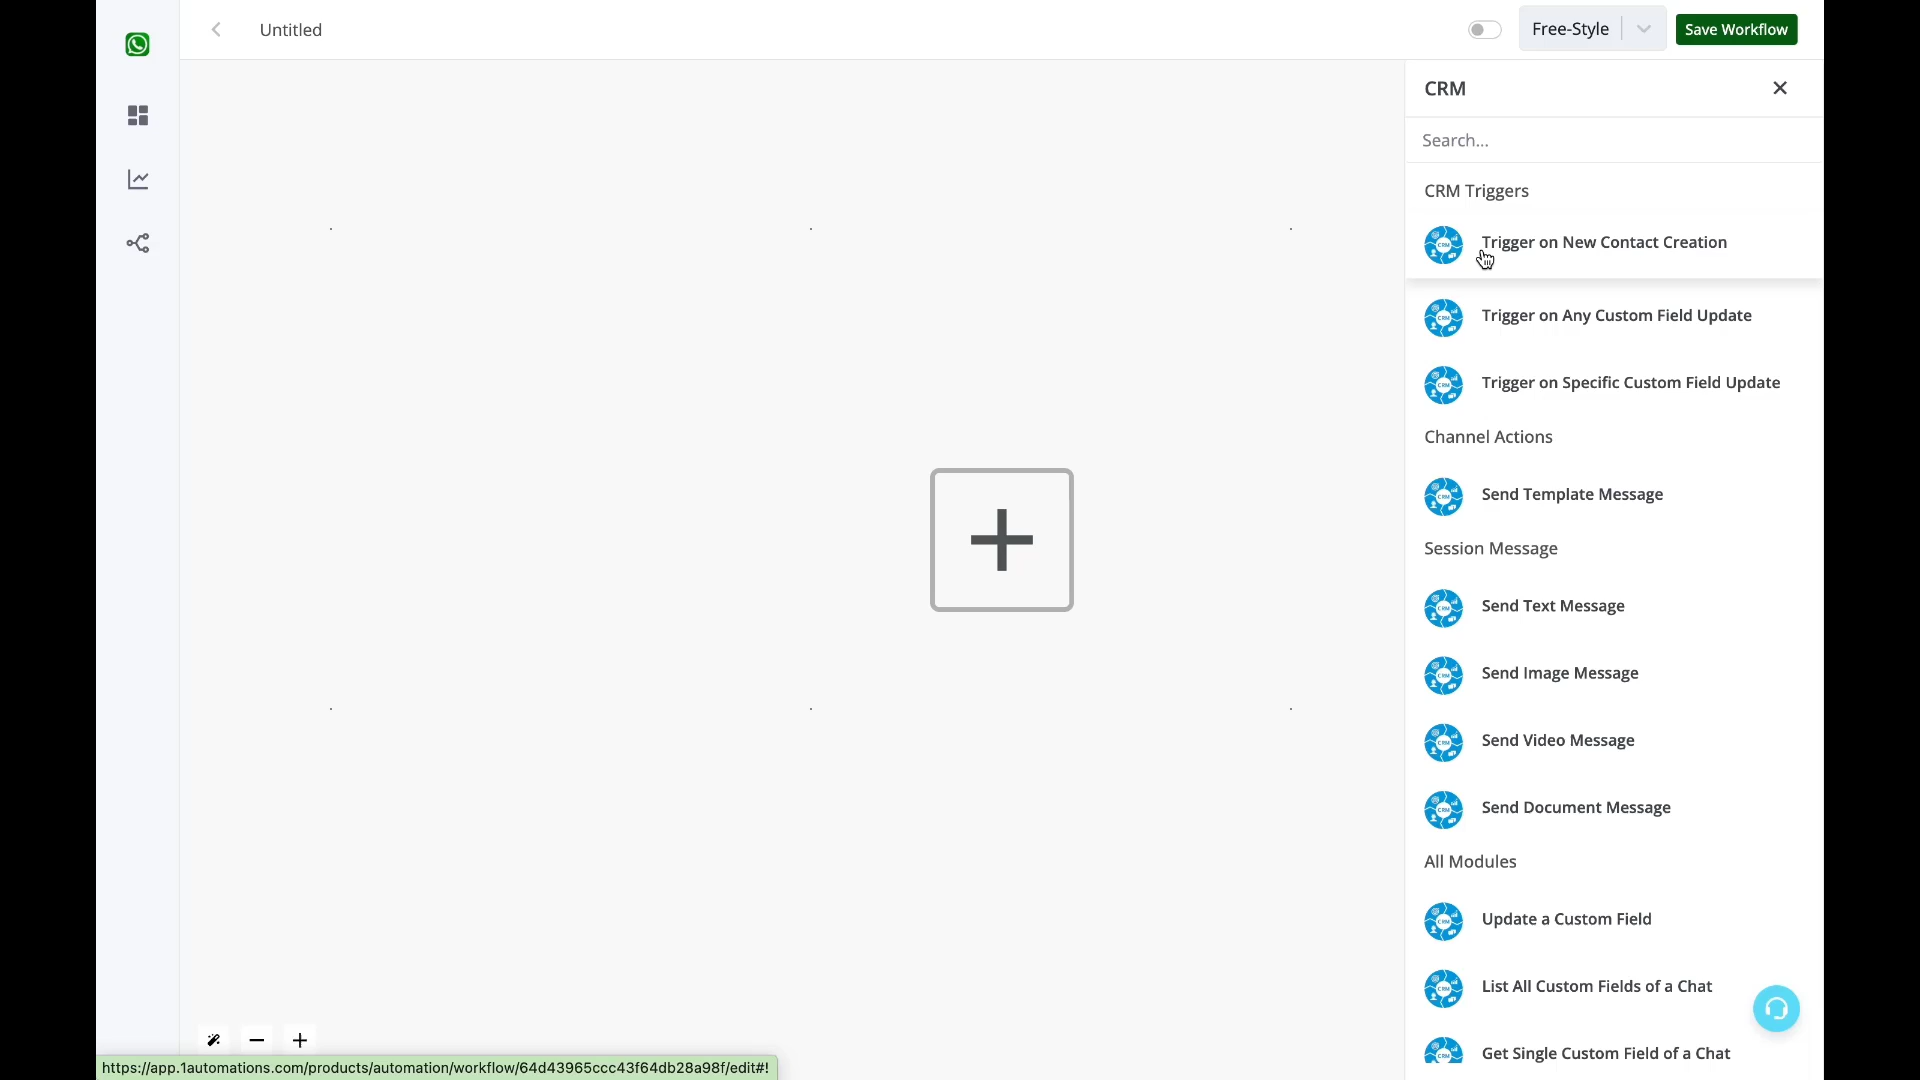 Untitled
Free-Style
Save Workflow
CRM
Search...
CRM Triggers
Trigger on New Contact Creation
Trigger on Any Custom Field Update
Trigger on Specific Custom Field Update
Channel Actions
Send Template Message
Session Message
Send Text Message
Send Image Message
Send Video Message
Send Document Message
All Modules
Update a Custom Field
List All Custom Fields of a Chat
Get Single Custom Field of a Chat
https://app.1automations.com/products/automation/workflow/64d43965ccc43f64db28a98f/edit#!